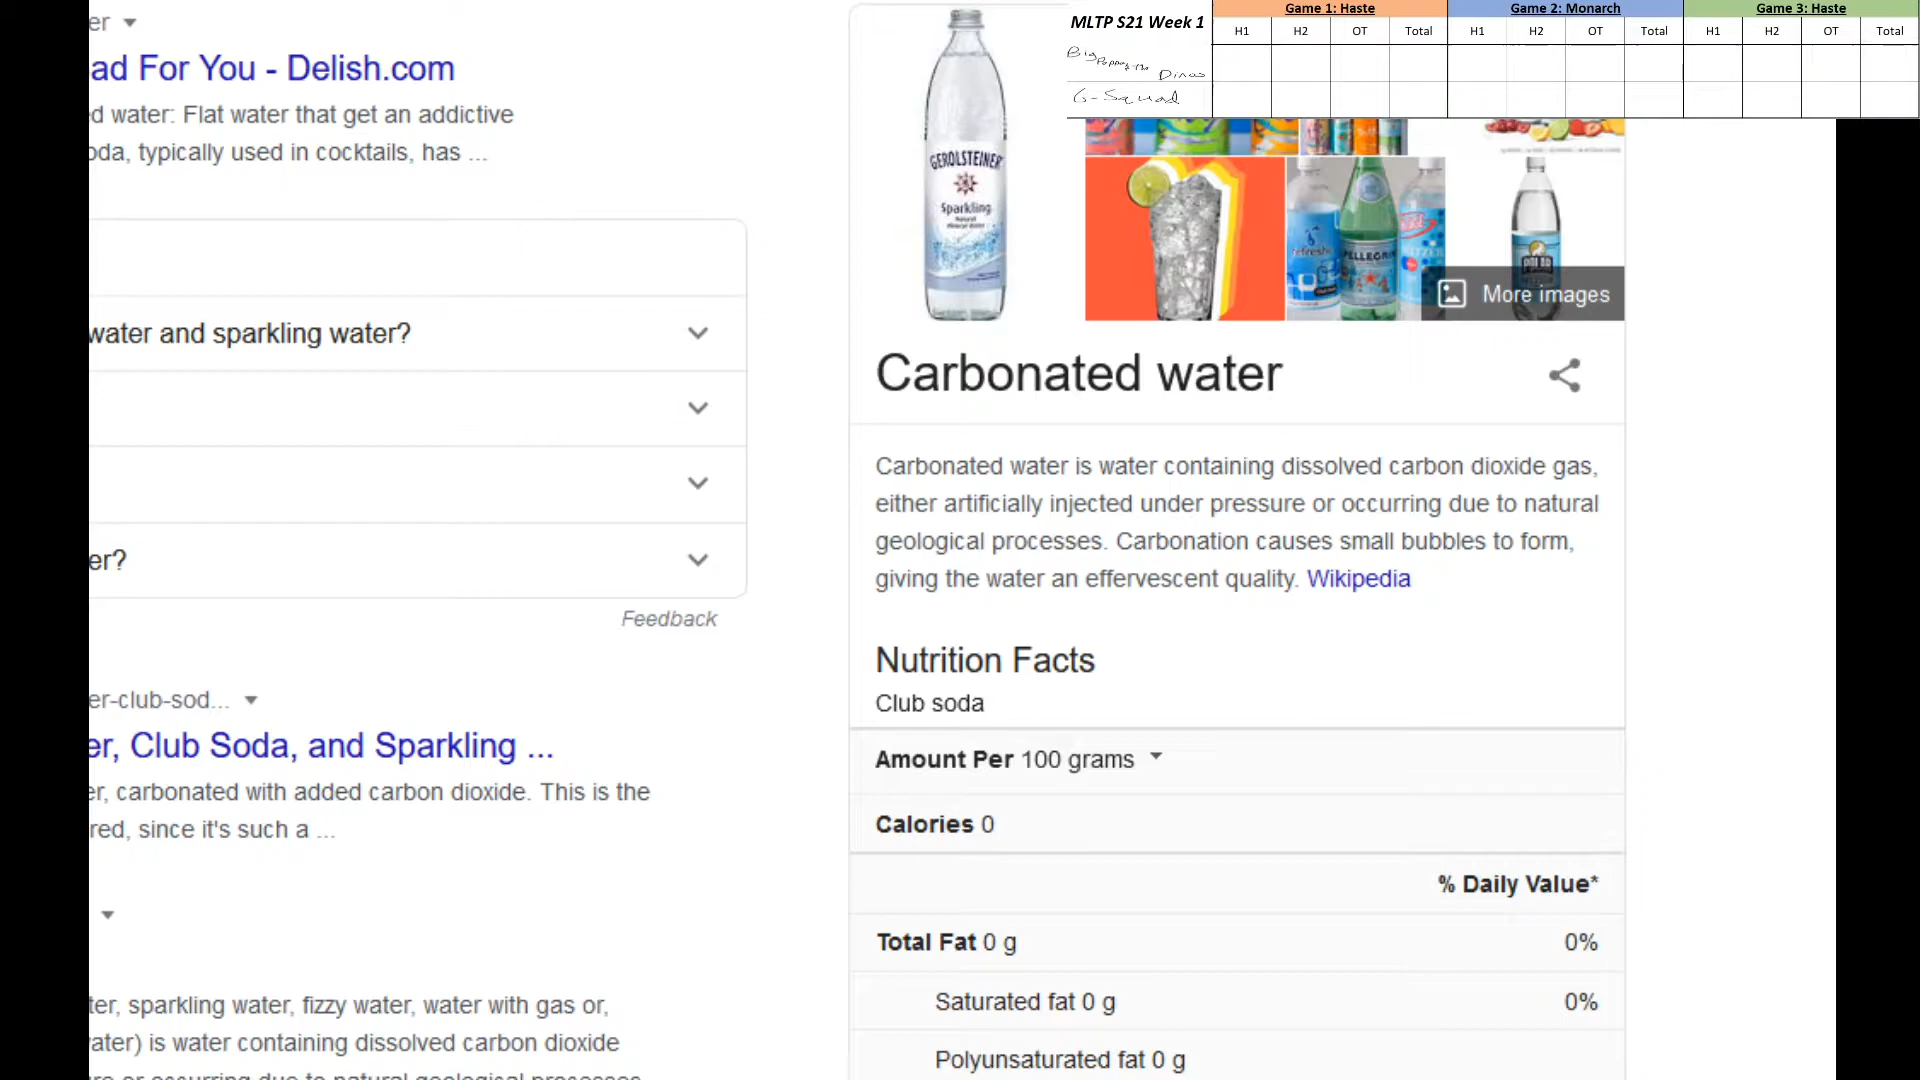 er
ad For You - Delish.com
d water: Flat water that get an addictive
oda, typically used in cocktails, has ...
water and sparkling water?
er?
Feedback
er-club-sod...
er, Club Soda, and Sparkling ...
er, carbonated with added carbon dioxide. This is the
red, since it's such a ...
ter, sparkling water, fizzy water, water with gas or,
vater) is water containing dissolved carbon dioxide
MLTP S21 Week 1
Game 1: Haste Game 2: Monarch Game 3: Haste
H1 H2 OT Total H1 H2 OT Total H1 H2 OT Total
Big Dinos
G-Squad
GEROLSTEINER
Sparkling
Natural
Mineral Water
refreshe
PELLEGRINO
More images
Carbonated water
Carbonated water is water containing dissolved carbon dioxide gas,
either artificially injected under pressure or occurring due to natural
geological processes. Carbonation causes small bubbles to form,
giving the water an effervescent quality. Wikipedia
Nutrition Facts
Club soda
Amount Per 100 grams
Calories 0
% Daily Value*
Total Fat 0 g 0%
Saturated fat 0 g 0%
Polyunsaturated fat 0 g